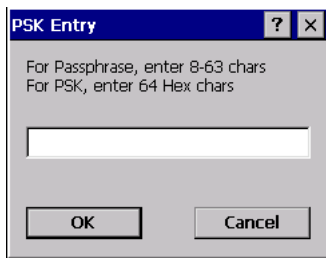 PSK Entry ? ×
For Passphrase, enter 8-63 chars
For PSK, enter 64 Hex chars
OK Cancel